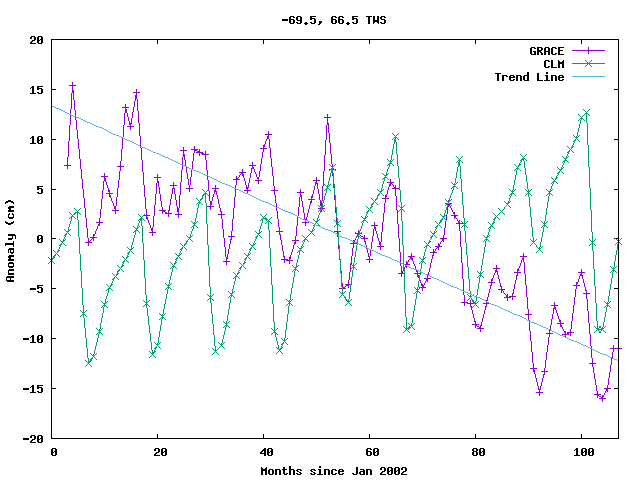 -69.5, 66.5 TWS
GRACE
CLM
Trend Line
20
15
10
5
0
-5
-10
-15
-20
Anomaly (cm)
0 20 40 60 80 100
Months since Jan 2002